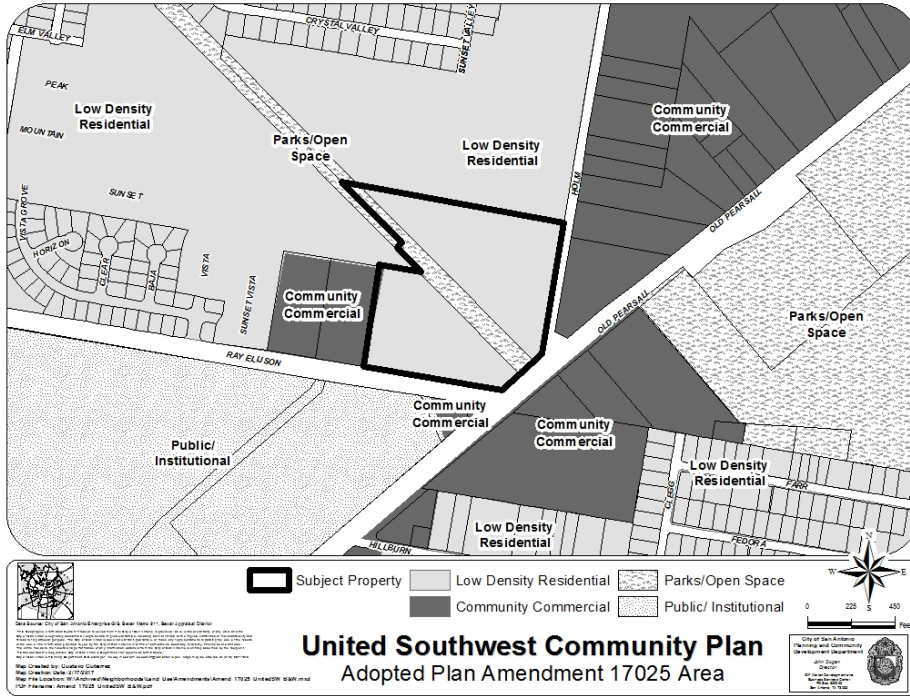 CRYSTAL VALLEY
ELM VALLEY
SUNSET VALLEY
PEAK
Low Density
Residential
MOUNTAIN
Parks/Open
Space
Low Density
Residential
Community
Commercial
HOLM
OLD PEARSALL
SUNSET
VISTA GROVE
HORIZON
CLEAR
BAJA
VISTA
SUNSET VISTA
Community
Commercial
OLD PEARSALL
Parks/Open
Space
RAY ELLISON
Community
Commercial
Community
Commercial
Public/
Institutional
Low Density
Residential
CLEGG
FARR
Low Density
Residential
FEDORA
HILLBURN
N
W
E
S
Subject Property
Low Density Residential
Parks/Open Space
Community Commercial
Public/ Institutional
0 225 450
Fee
United Southwest Community Plan
Adopted Plan Amendment 17025 Area
Map Created by: Gustavo Gutierrez
Map Creation Date: 2/17/2017
City of San Antonio
Planning and Community
Development Department
John Dugan
Director